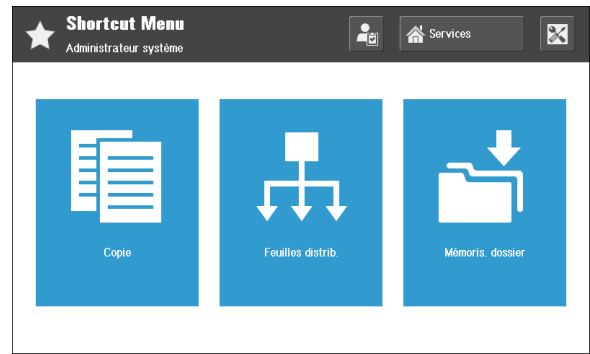 Shortcut Menu
Administrateur système
Services
Copie
Feuilles distrib.
Mémoris. dossier